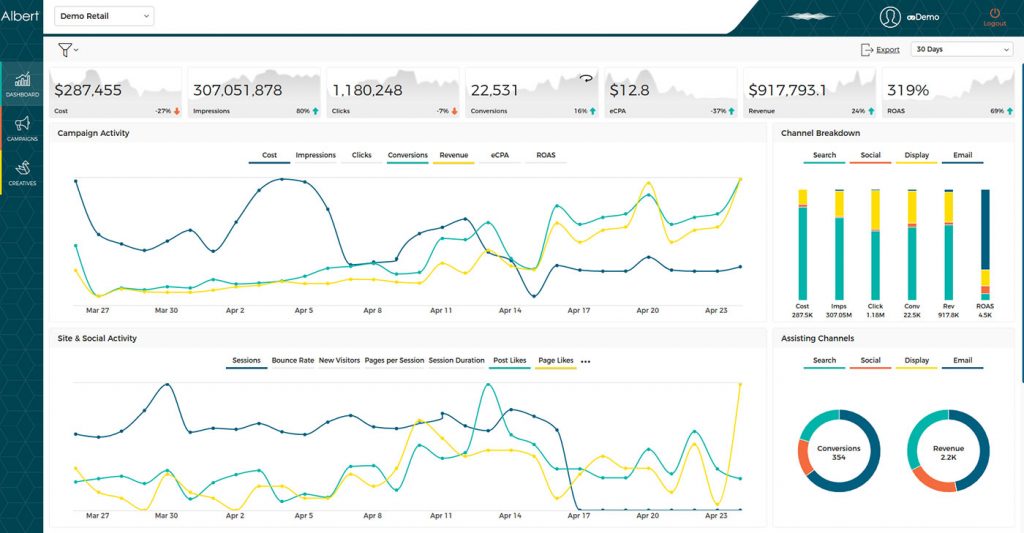 Albert
Demo Retail
Demo
Logout
Export
30 Days
DASHBOARD
CAMPAIGNS
CREATIVES
$287,455
Cost -27%
307,051,878
Impressions 80%
1,180,248
Clicks -7%
22,531
Conversions 16%
$12.8
eCPA -37%
$917,793.1
Revenue 24%
319%
ROAS 69%
Campaign Activity
Cost Impressions Clicks Conversions Revenue eCPA ROAS
Mar 27 Mar 30 Apr 2 Apr 5 Apr 8 Apr 11 Apr 14 Apr 17 Apr 20 Apr 23
Channel Breakdown
Search Social Display Email
Cost Imps Click Conv Rev ROAS
287.5K 307.05M 1.18M 22.5K 917.8K 4.5K
Site & Social Activity
Sessions Bounce Rate New Visitors Pages per Session Session Duration Post Likes Page Likes •••
Mar 27 Mar 30 Apr 2 Apr 5 Apr 8 Apr 11 Apr 14 Apr 17 Apr 20 Apr 23
Assisting Channels
Search Social Display Email
Conversions
354
Revenue
2.2K